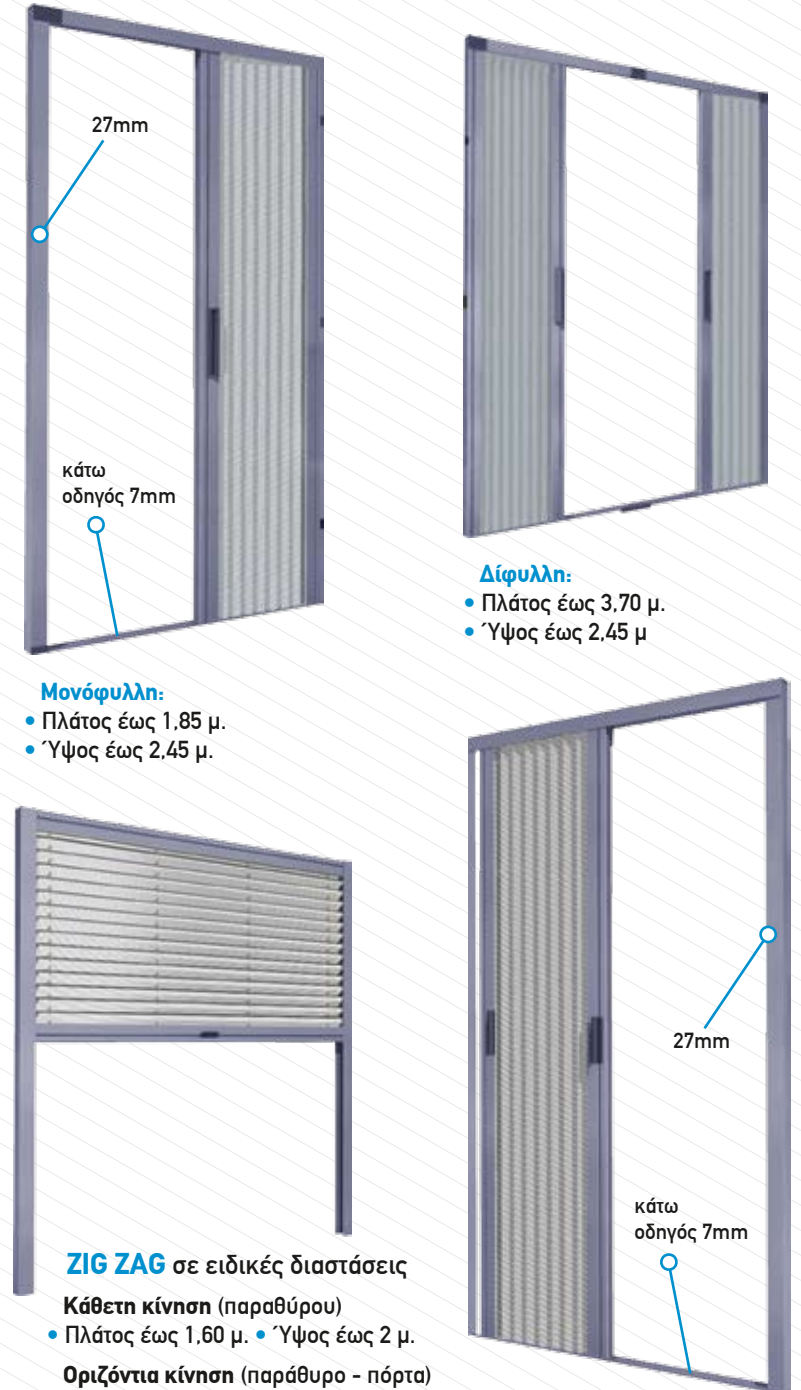 27mm
κάτω
οδηγός 7mm
Μονόφυλλη:
• Πλάτος έως 1,85 μ.
• Ύψος έως 2,45 μ.
Δίφυλλη:
• Πλάτος έως 3,70 μ.
• Ύψος έως 2,45 μ
27mm
κάτω
οδηγός 7mm
ZIG ZAG σε ειδικές διαστάσεις
Κάθετη κίνηση (παραθύρου)
• Πλάτος έως 1,60 μ. • Ύψος έως 2 μ.
Οριζόντια κίνηση (παράθυρο - πόρτα)